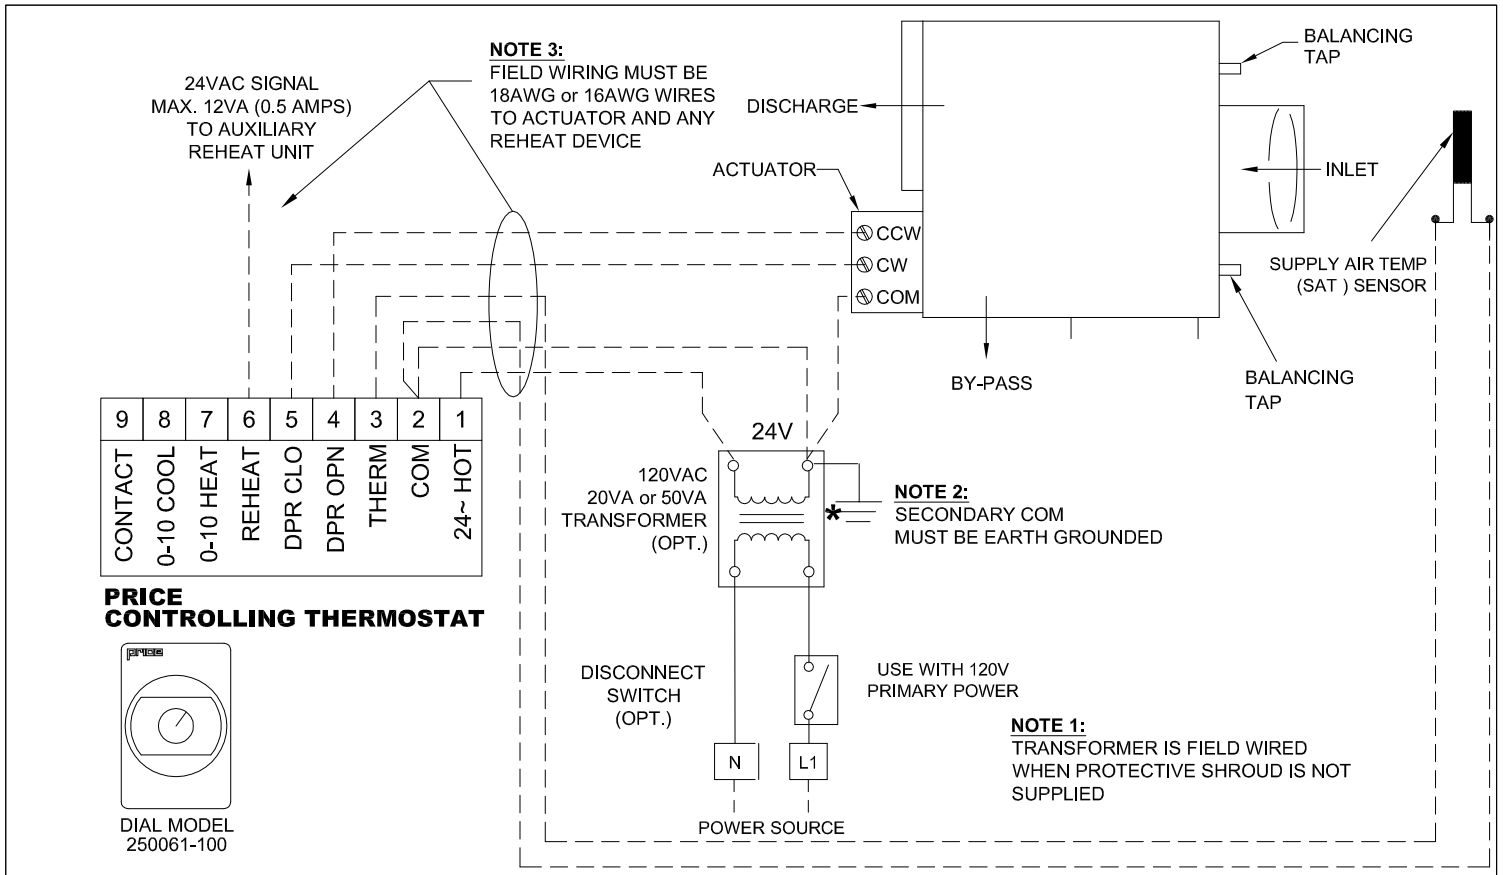 24VAC SIGNAL
MAX. 12VA (0.5 AMPS)
TO AUXILIARY
REHEAT UNIT
NOTE 3:
FIELD WIRING MUST BE
18AWG or 16AWG WIRES
TO ACTUATOR AND ANY
REHEAT DEVICE
DISCHARGE
ACTUATOR
BALANCING
TAP
INLET
SUPPLY AIR TEMP
(SAT ) SENSOR
CCW
CW
COM
BY-PASS
BALANCING
TAP
9 8 7 6 5 4 3 2 1
CONTACT
0-10 COOL
0-10 HEAT
REHEAT
DPR CLO
DPR OPN
THERM
COM
24~ HOT
PRICE
CONTROLLING THERMOSTAT
price
DIAL MODEL
250061-100
24V
120VAC
20VA or 50VA
TRANSFORMER
(OPT.)
*
NOTE 2:
SECONDARY COM
MUST BE EARTH GROUNDED
DISCONNECT
SWITCH
(OPT.)
USE WITH 120V
PRIMARY POWER
N
L1
POWER SOURCE
NOTE 1:
TRANSFORMER IS FIELD WIRED
WHEN PROTECTIVE SHROUD IS NOT
SUPPLIED